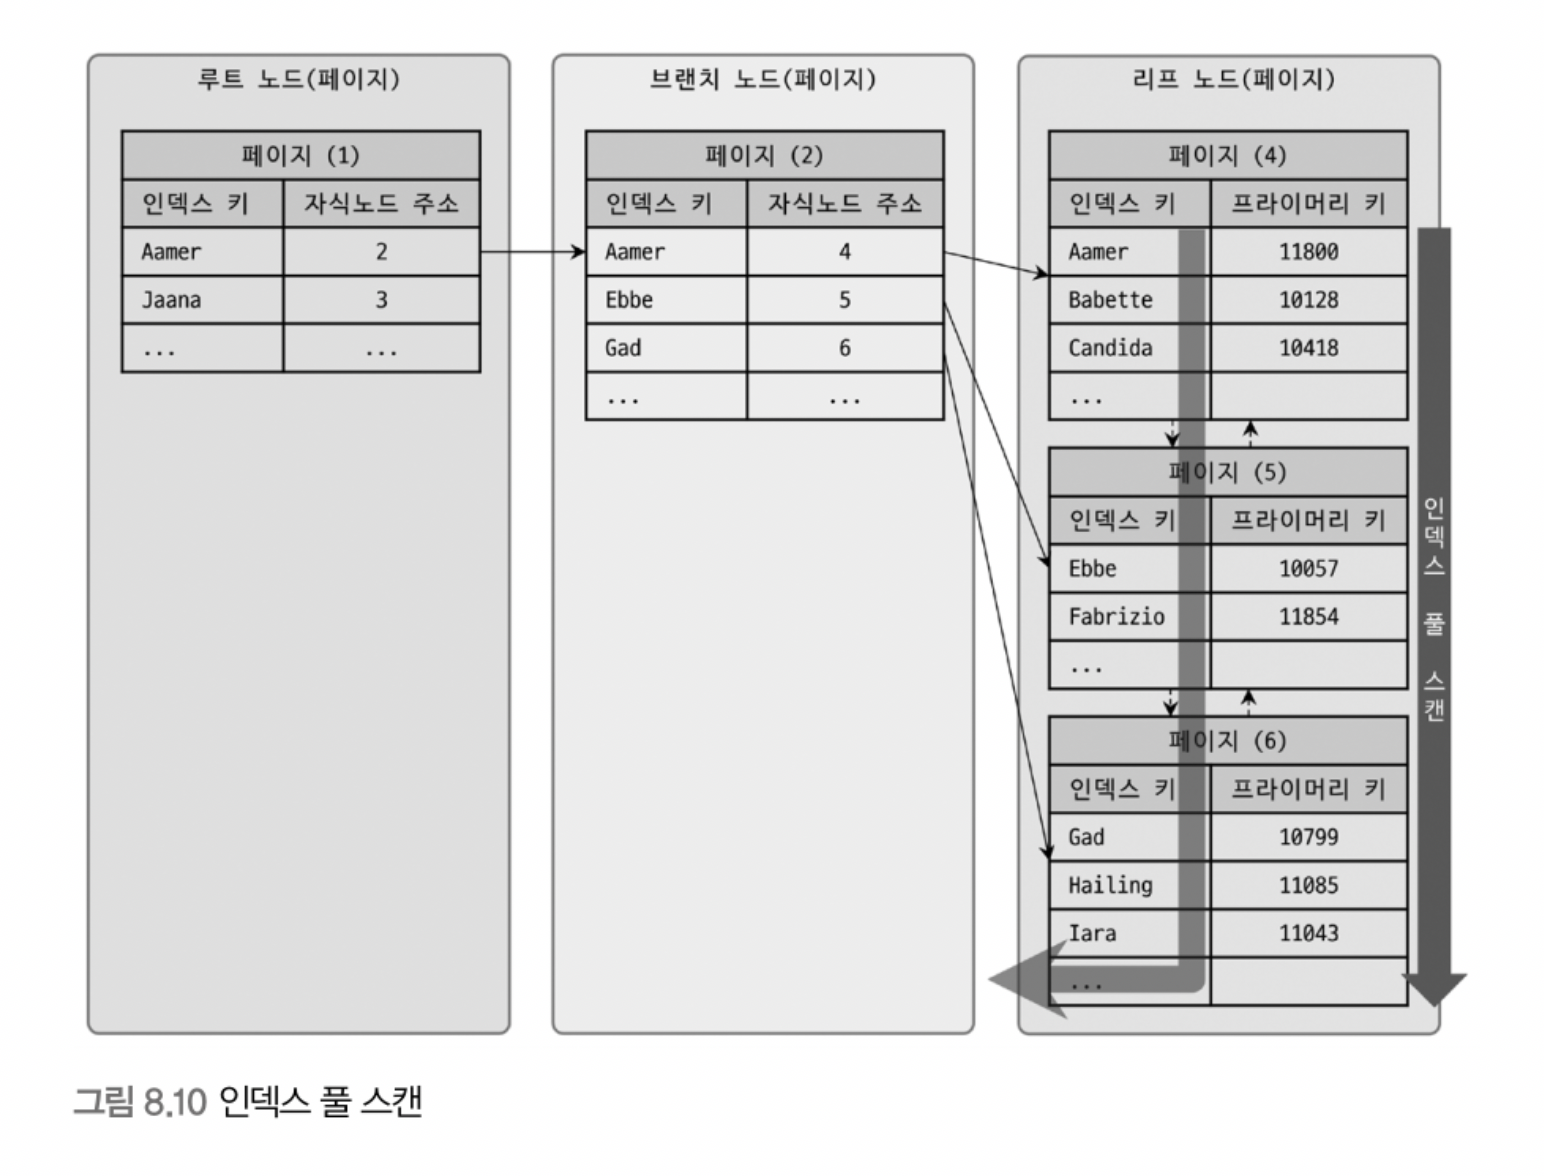 루트 노드(페이지)
페이지 (1)
인덱스 키 자식노드 주소
Aamer 2
Jaana 3
... ...
브랜치 노드(페이지)
페이지 (2)
인덱스 키 자식노드 주소
Aamer 4
Ebbe 5
Gad 6
... ...
리프 노드(페이지)
페이지 (4)
인덱스 키 프라이머리 키
Aamer 11800
Babette 10128
Candida 10418
...
페이지 (5)
인덱스 키 프라이머리 키
Ebbe 10057
Fabrizio 11854
...
페이지 (6)
인덱스 키 프라이머리 키
Gad 10799
Hailing 11085
Iara 11043
...
인덱스 풀 스캔
그림 8.10 인덱스 풀 스캔